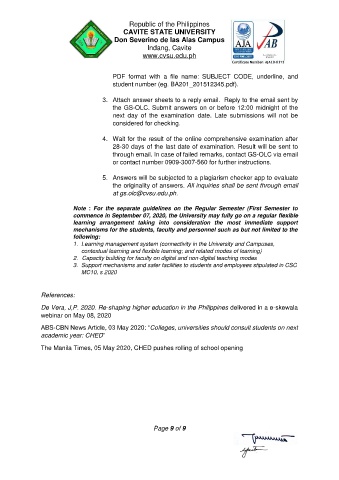 Republic of the Philippines
CAVITE STATE UNIVERSITY
Don Severino de las Alas Campus
Indang, Cavite
www.cvsu.edu.ph
AJA
PAB
PDF format with a file name: SUBJECT CODE, underline, and
student number (eg. BA201_201512345.pdf).
3. Attach answer sheets to a reply email. Reply to the email sent by
the GS-OLC. Submit answers on or before 12:00 midnight of the
next day of the examination date. Late submissions will not be
considered for checking.
4. Wait for the result of the online comprehensive examination after
28-30 days of the last date of examination. Result will be sent to
through email. In case of failed remarks, contact GS-OLC via email
or contact number 0909-3007-560 for further instructions.
5. Answers will be subjected to a plagiarism checker app to evaluate
the originality of answers. All inquiries shall be sent through email
at gs.olc@cvsu.edu.ph.
Note : For the separate guidelines on the Regular Semester (First Semester to
commence in September 07, 2020, the University may fully go on a regular flexible
learning arrangement taking into consideration the most immediate support
mechanisms for the students, faculty and personnel such as but not limited to the
following:
1. Learning management system (connectivity in the University and Campuses,
contextual learning and flexible learning; and related modes of learning)
2. Capacity building for faculty on digital and non-digital teaching modes
3. Support mechanisms and safer facilities to students and employees stipulated in CSC
MC10, s 2020
References:
De Vera, J.P. 2020. Re-shaping higher education in the Philippines delivered in a e-skewala
webinar on May 08, 2020
ABS-CBN News Article, 03 May 2020: "Colleges, universities should consult students on next
academic year: CHED"
The Manila Times, 05 May 2020, CHED pushes rolling of school opening
Page 9 of 9